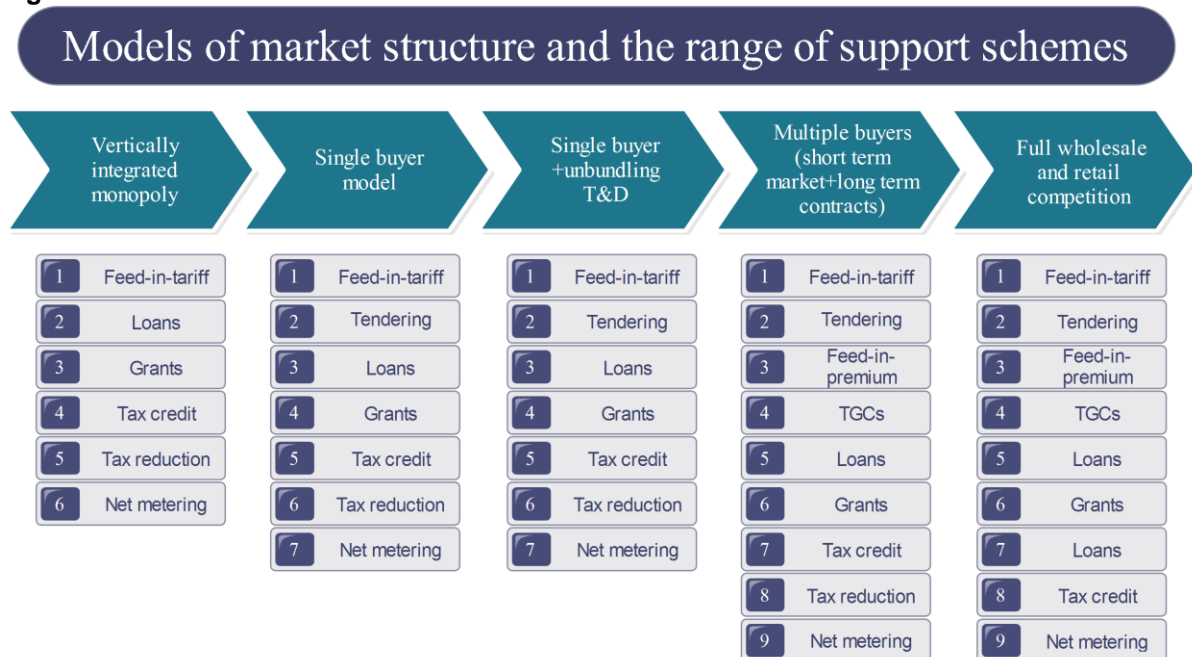 Models of market structure and the range of support schemes
Vertically
integrated
monopoly
1 Feed-in-tariff
2 Loans
3 Grants
4 Tax credit
5 Tax reduction
6 Net metering
Single buyer
model
1 Feed-in-tariff
2 Tendering
3 Loans
4 Grants
5 Tax credit
6 Tax reduction
7 Net metering
Single buyer
+unbundling
T&D
1 Feed-in-tariff
2 Tendering
3 Loans
4 Grants
5 Tax credit
6 Tax reduction
7 Net metering
Multiple buyers
(short term
market+long term
contracts)
1 Feed-in-tariff
2 Tendering
3 Feed-in-
premium
4 TGCs
5 Loans
6 Grants
7 Tax credit
8 Tax reduction
9 Net metering
Full wholesale
and retail
competition
1 Feed-in-tariff
2 Tendering
3 Feed-in-
premium
4 TGCs
5 Loans
6 Grants
7 Loans
8 Tax credit
9 Net metering